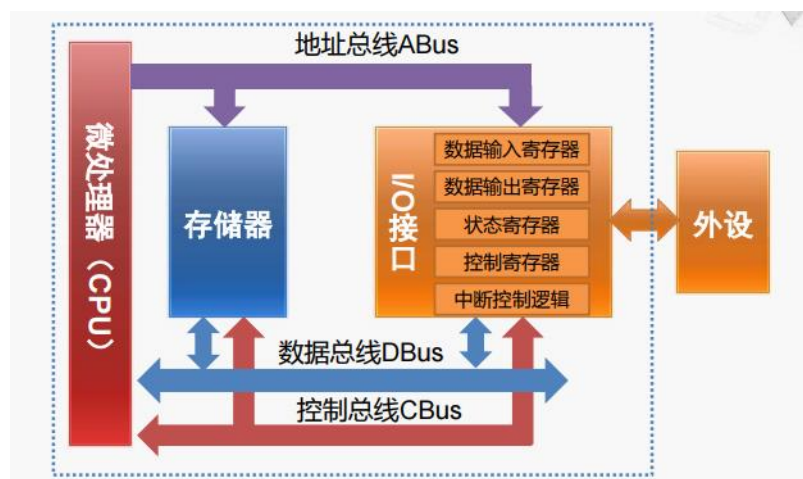 地址总线ABus
微处理器（CPU）
存储器
I/O接口
数据输入寄存器
数据输出寄存器
状态寄存器
控制寄存器
中断控制逻辑
外设
数据总线DBus
控制总线CBus